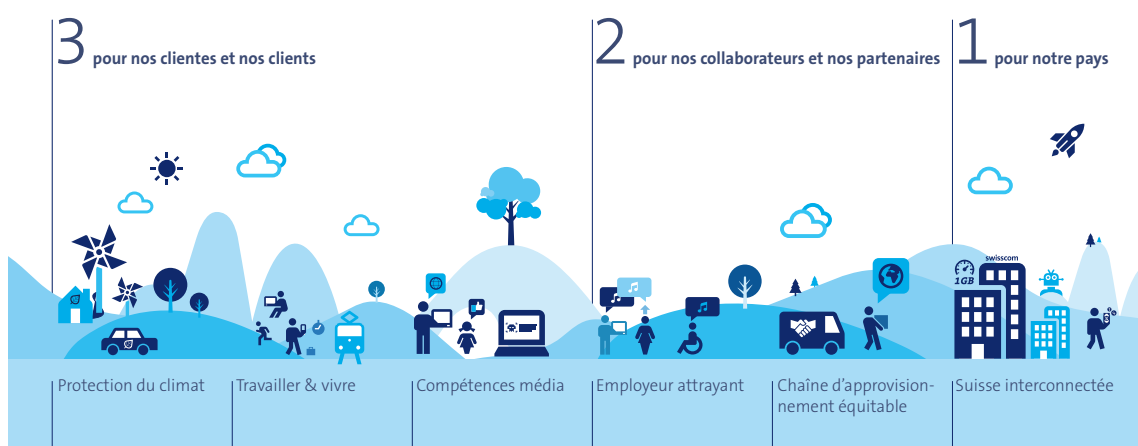 3 pour nos clientes et nos clients
2 pour nos collaborateurs et nos partenaires
1 pour notre pays
swisscom
1GB
Protection du climat
Travailler & vivre
Compétences média
Employeur attrayant
Chaîne d'approvision-
nement équitable
Suisse interconnectée